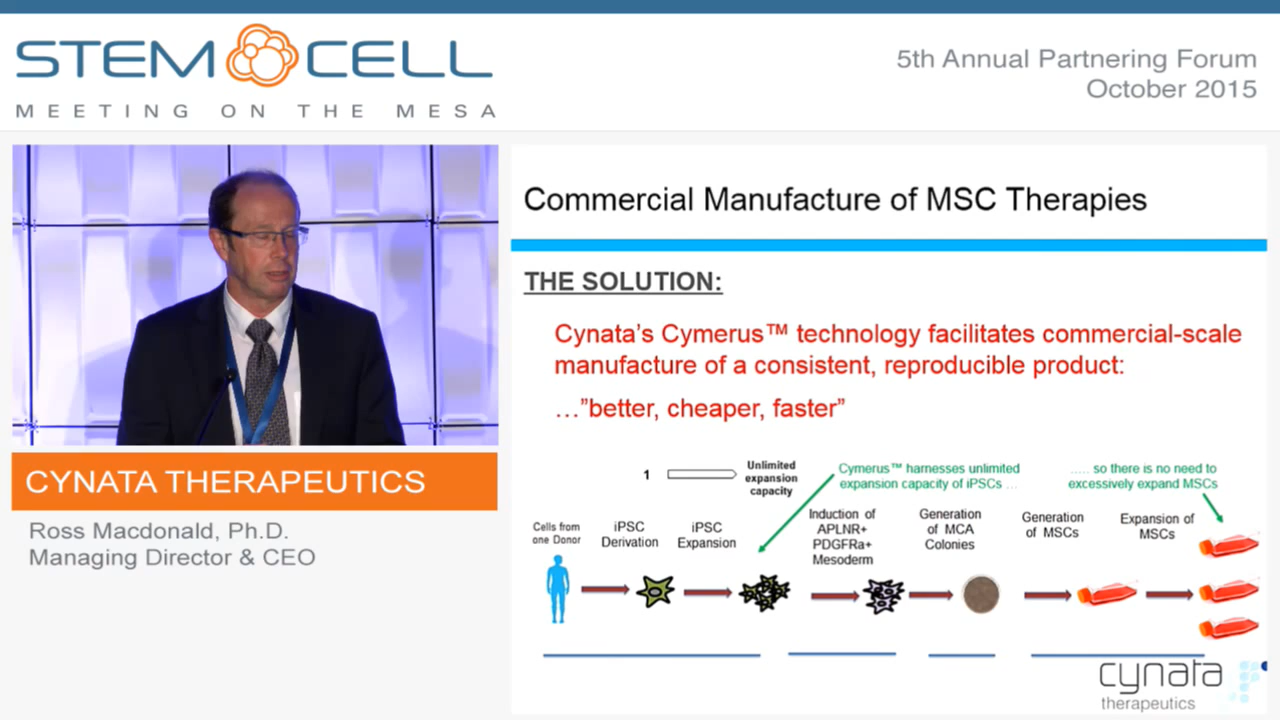 STEM CELL
MEETING ON THE MESA
5th Annual Partnering Forum
October 2015
CYNATA THERAPEUTICS
Ross Macdonald, Ph.D.
Managing Director & CEO
Commercial Manufacture of MSC Therapies
THE SOLUTION:
Cynata’s Cymerus™ technology facilitates commercial-scale
manufacture of a consistent, reproducible product:
…”better, cheaper, faster”
1
Unlimited
expansion
capacity
Cymerus™ harnesses unlimited
expansion capacity of iPSCs ...
..... so there is no need to
excessively expand MSCs
Cells from
one Donor
iPSC
Derivation
iPSC
Expansion
Induction of
APLNR+
PDGFRa+
Mesoderm
Generation
of MCA
Colonies
Generation
of MSCs
Expansion of
MSCs
cynata
therapeutics